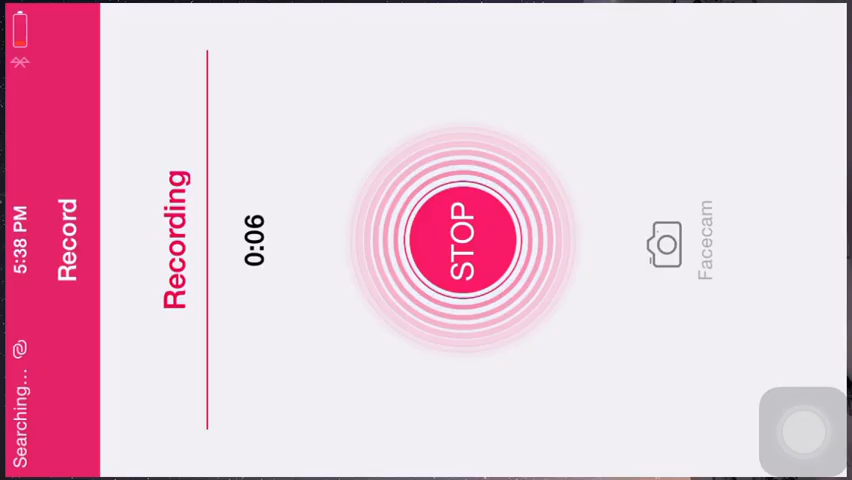 Searching... 5:38 PM
Record
Recording
0:06
STOP
Facecam